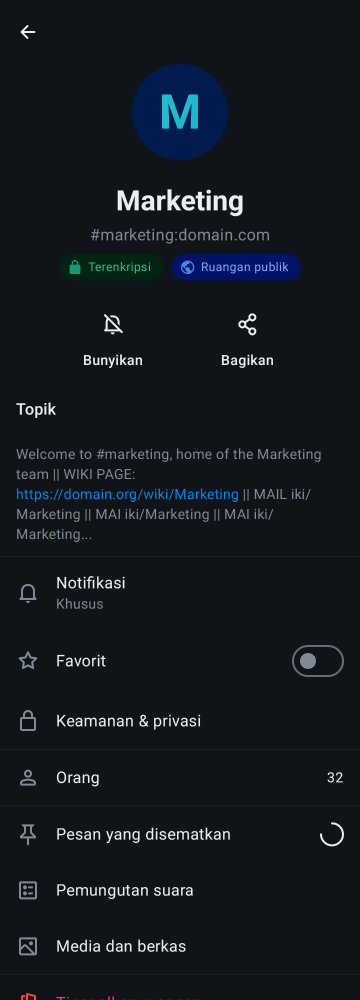 M
Marketing
#marketing:domain.com
Terenkripsi
Ruangan publik
Bunyikan
Bagikan
Topik
Welcome to #marketing, home of the Marketing
team || WIKI PAGE:
https://domain.org/wiki/Marketing || MAIL iki/
Marketing || MAI iki/Marketing || MAI iki/
Marketing...
Notifikasi
Khusus
Favorit
Keamanan & privasi
Orang
32
Pesan yang disematkan
Pemungutan suara
Media dan berkas